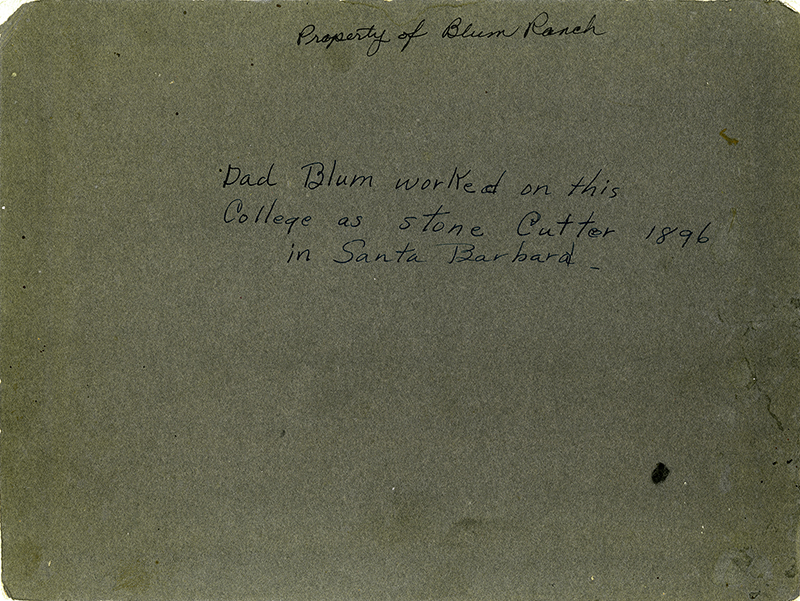 Property of Blum Ranch
Dad Blum worked on this
College as stone Cutter 1896
in Santa Barbara